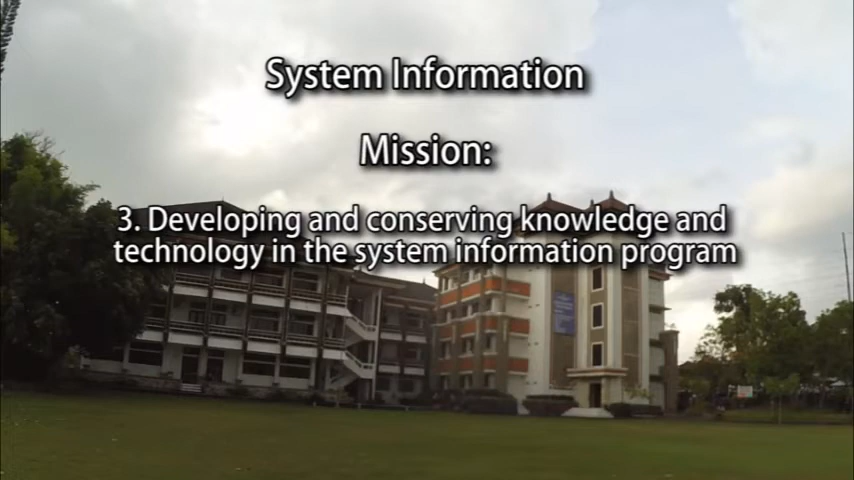 System Information
Mission:
3. Developing and conserving knowledge and
technology in the system information program